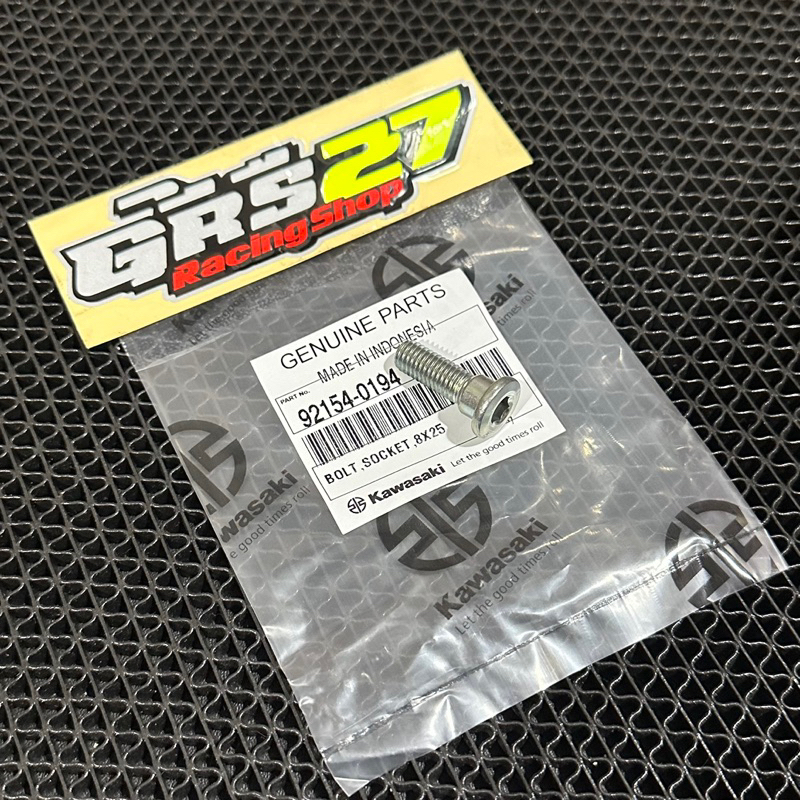 GRS27
Racing Shop
Kawasaki
GENUINE PARTS
MADE IN INDONESIA
PART No.
92154-0194
BOLT,SOCKET,8X25
Kawasaki Let the good times roll
Kawasaki
Let the good times roll
Kawasaki
Let the good times roll